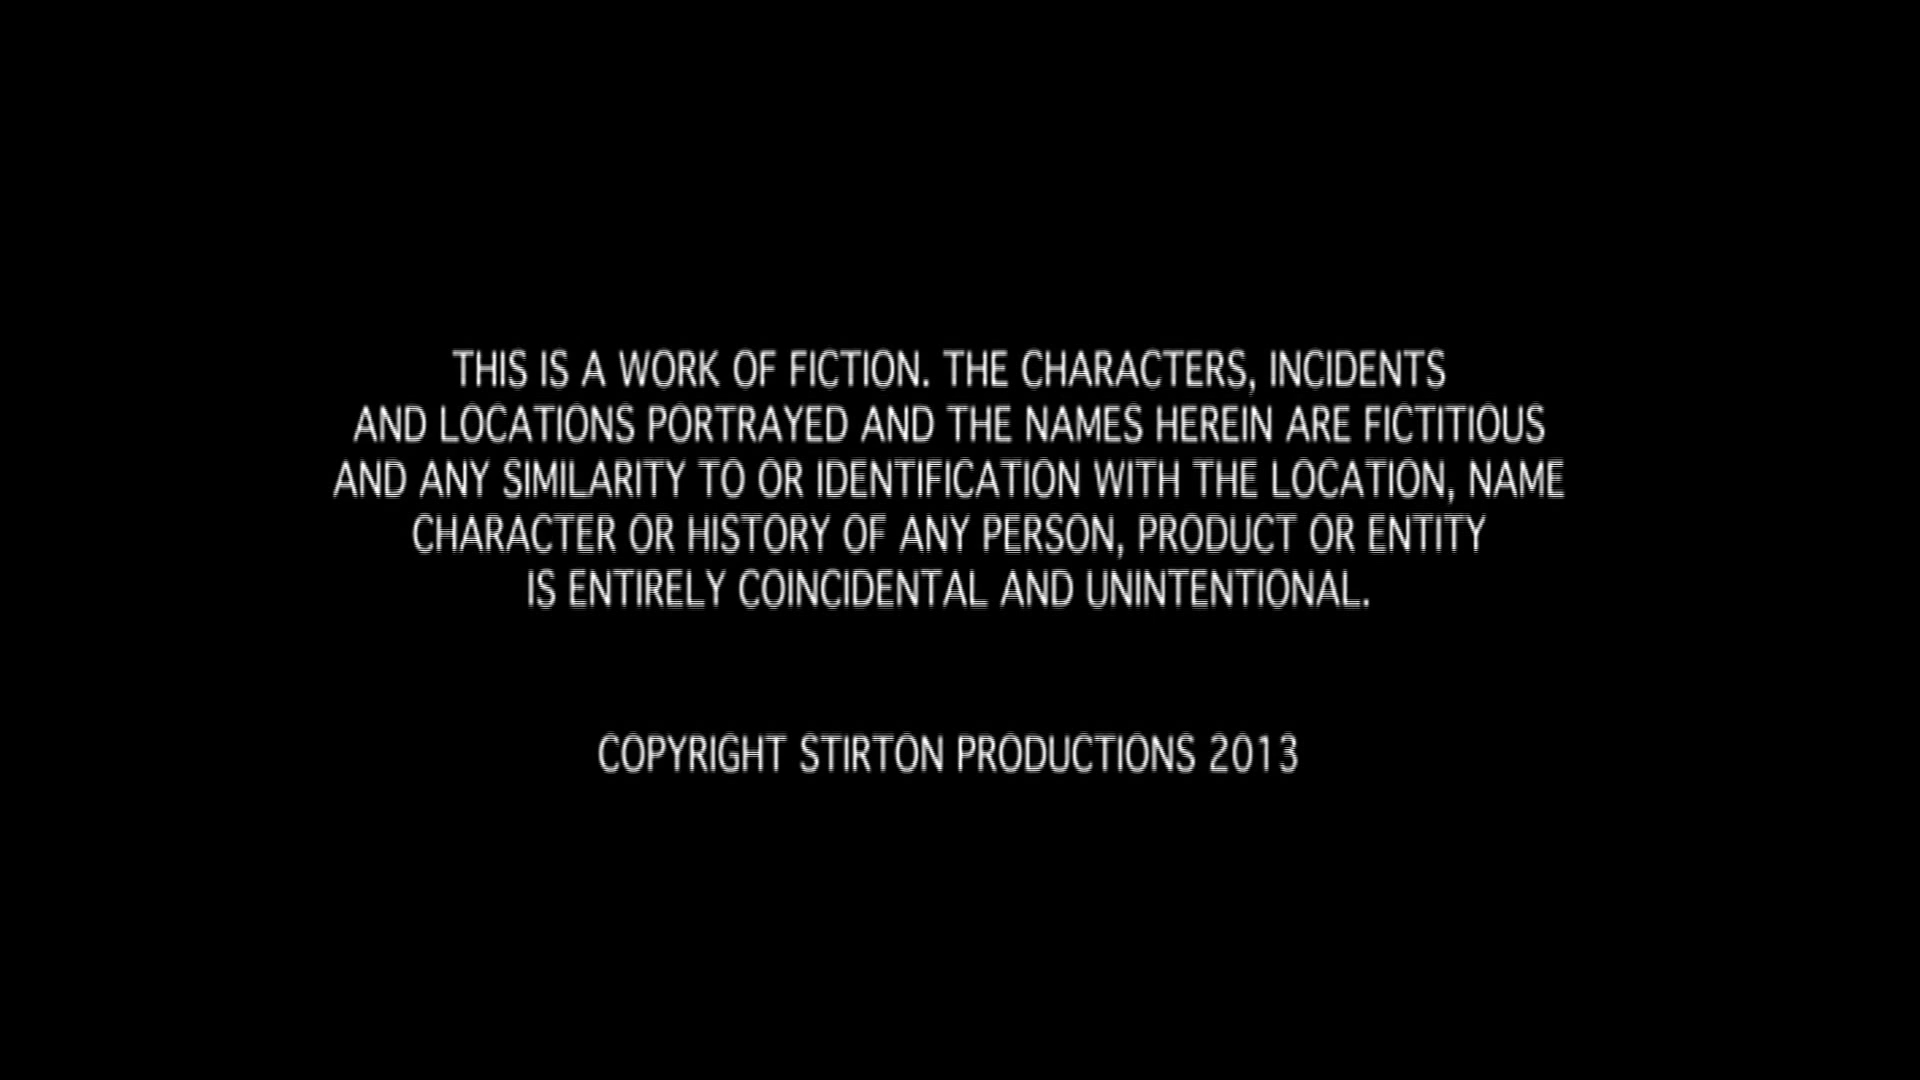 THIS IS A WORK OF FICTION. THE CHARACTERS, INCIDENTS
AND LOCATIONS PORTRAYED AND THE NAMES HEREIN ARE FICTITIOUS
AND ANY SIMILARITY TO OR IDENTIFICATION WITH THE LOCATION, NAME
CHARACTER OR HISTORY OF ANY PERSON, PRODUCT OR ENTITY
IS ENTIRELY COINCIDENTAL AND UNINTENTIONAL.
COPYRIGHT STIRTON PRODUCTIONS 2013